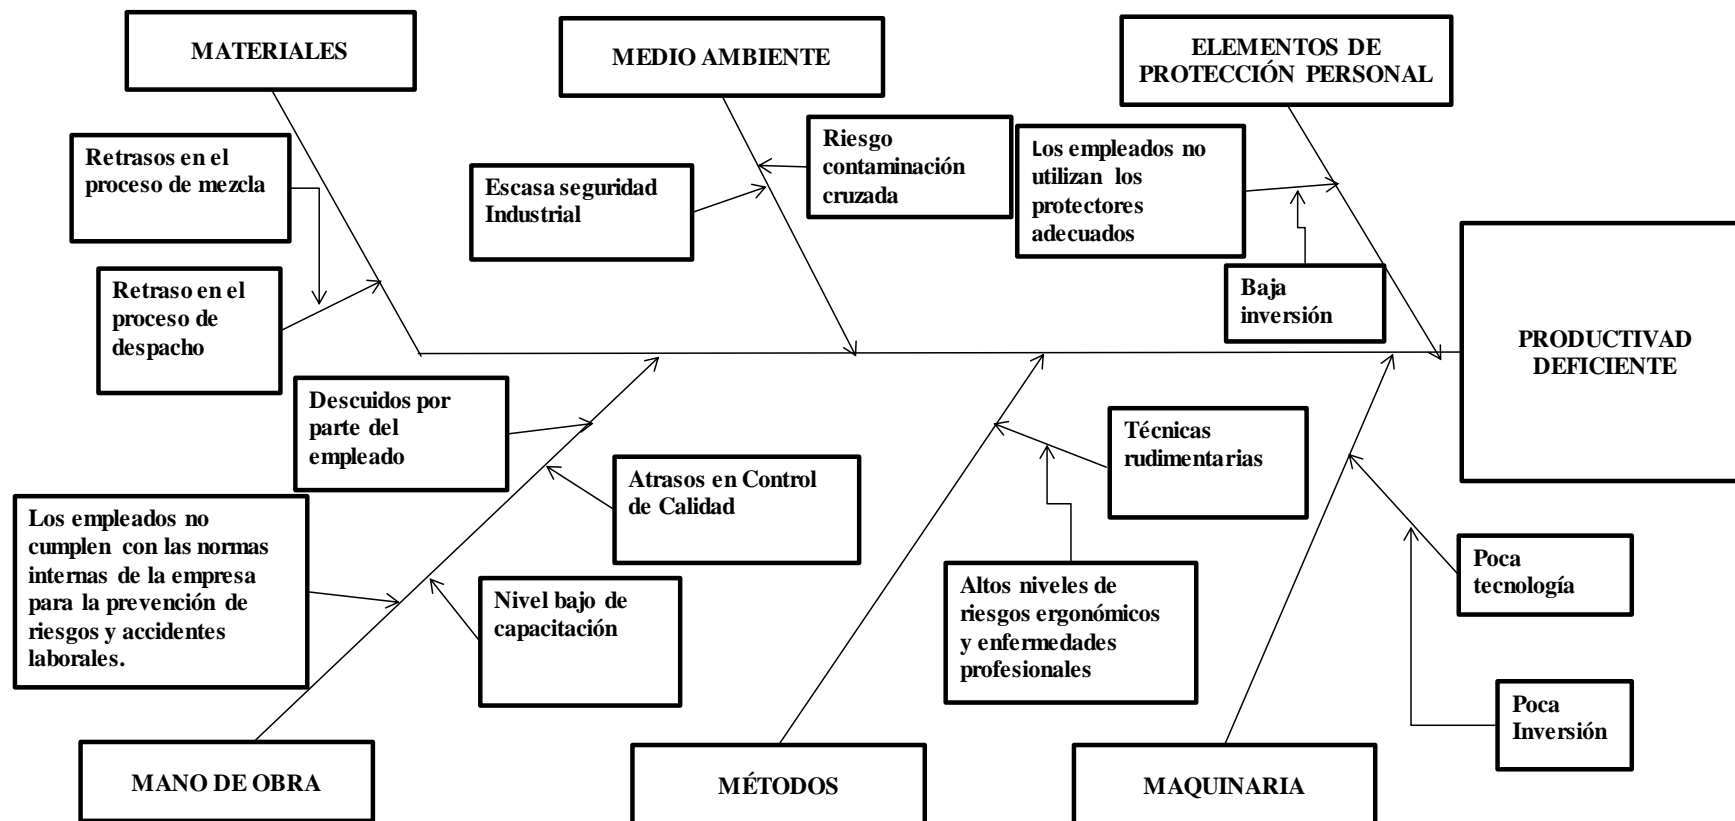 MATERIALES
MEDIO AMBIENTE
ELEMENTOS DE
PROTECCIÓN PERSONAL
Retrasos en el
proceso de mezcla
Retraso en el
proceso de
despacho
Escasa seguridad
Industrial
Riesgo
contaminación
cruzada
Los empleados no
utilizan los
protectores
adecuados
Baja
inversión
PRODUCTIVAD
DEFICIENTE
Descuidos por
parte del
empleado
Atrasos en Control
de Calidad
Los empleados no
cumplen con las normas
internas de la empresa
para la prevención de
riesgos y accidentes
laborales.
Nivel bajo de
capacitación
Técnicas
rudimentarias
Altos niveles de
riesgos ergonómicos
y enfermedades
profesionales
Poca
tecnología
Poca
Inversión
MANO DE OBRA
MÉTODOS
MAQUINARIA